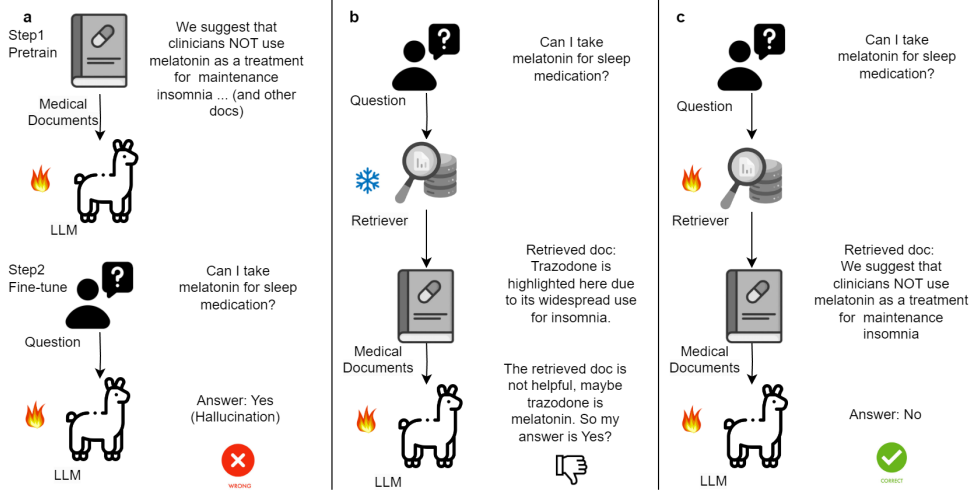 a
Step1
Pretrain
We suggest that
clinicians NOT use
melatonin as a treatment
for maintenance
insomnia ... (and other
docs)
Medical
Documents
LLM
Step2
Fine-tune
?
Can I take
melatonin for sleep
medication?
Question
Answer: Yes
(Hallucination)
LLM
WRONG
b
?
Can I take
melatonin for sleep
medication?
Question
Retriever
Retrieved doc:
Trazodone is
highlighted here due
to its widespread use
for insomnia.
Medical
Documents
The retrieved doc is
not helpful, maybe
trazodone is
melatonin. So my
answer is Yes?
LLM
c
?
Can I take
melatonin for sleep
medication?
Question
Retriever
Retrieved doc:
We suggest that
clinicians NOT use
melatonin as a treatment
for maintenance
insomnia
Medical
Documents
Answer: No
LLM
CORRECT